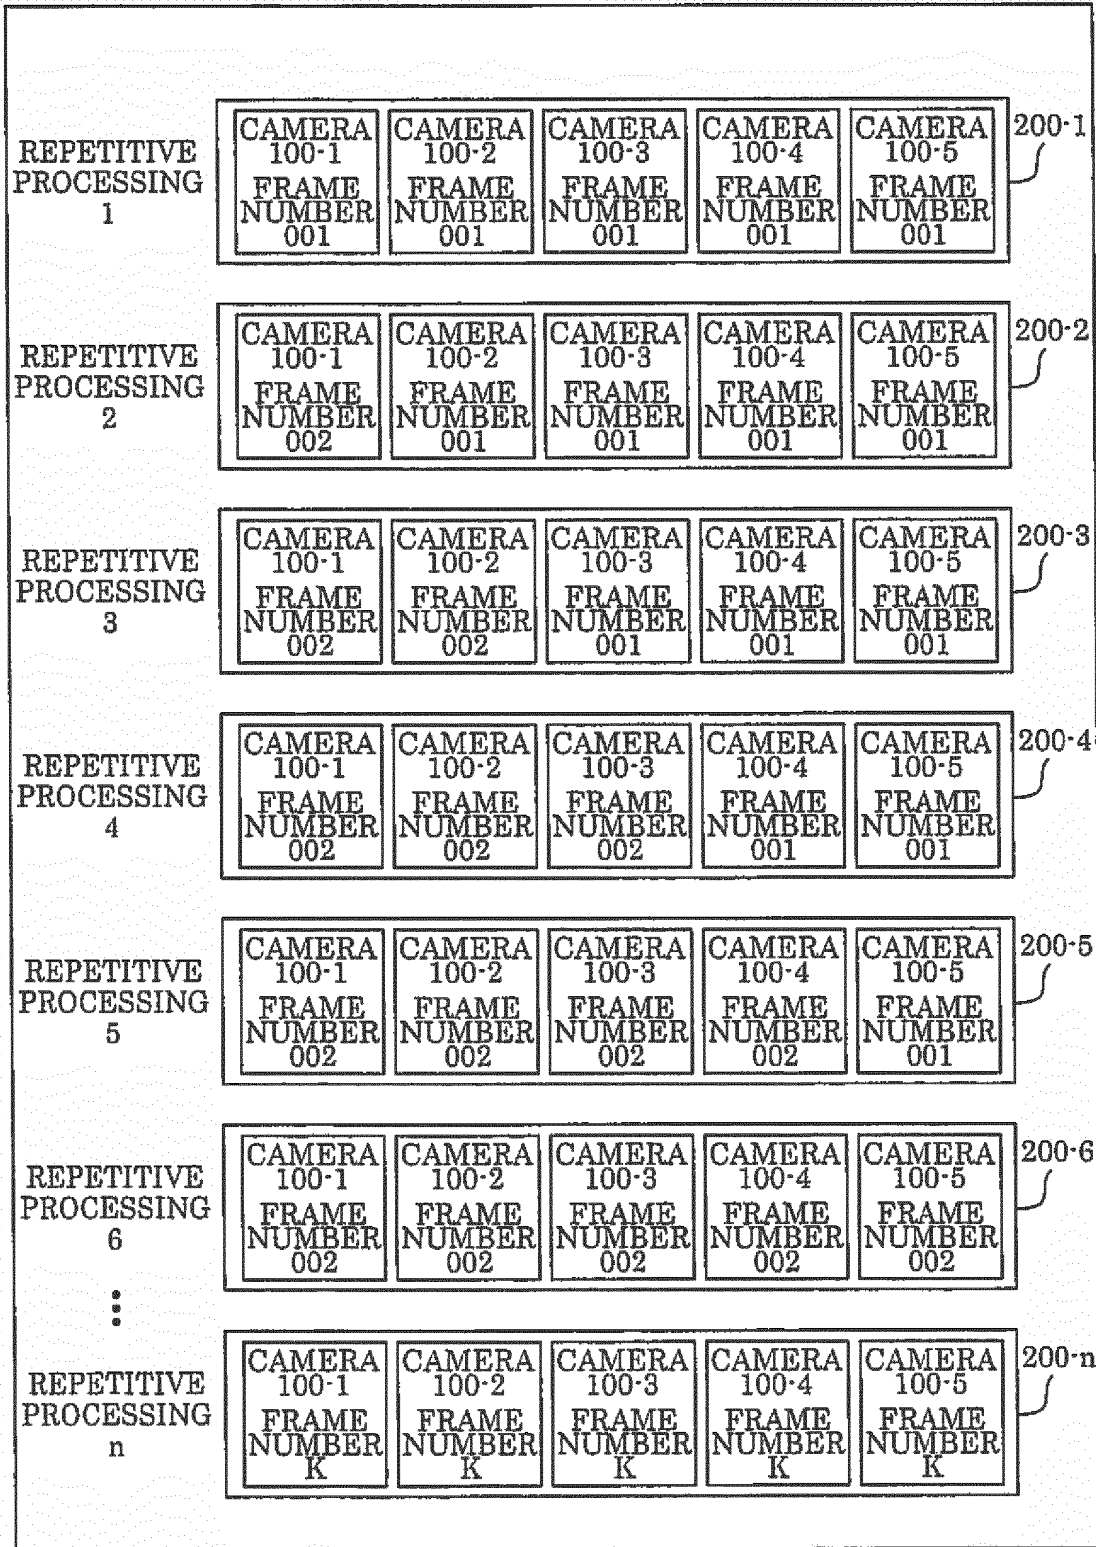 REPETITIVE
PROCESSING
1
CAMERA
100-1
FRAME
NUMBER
001
CAMERA
100-2
FRAME
NUMBER
001
CAMERA
100-3
FRAME
NUMBER
001
CAMERA
100-4
FRAME
NUMBER
001
CAMERA
100-5
FRAME
NUMBER
001
200-1
REPETITIVE
PROCESSING
2
CAMERA
100-1
FRAME
NUMBER
002
CAMERA
100-2
FRAME
NUMBER
001
CAMERA
100-3
FRAME
NUMBER
001
CAMERA
100-4
FRAME
NUMBER
001
CAMERA
100-5
FRAME
NUMBER
001
200-2
REPETITIVE
PROCESSING
3
CAMERA
100-1
FRAME
NUMBER
002
CAMERA
100-2
FRAME
NUMBER
002
CAMERA
100-3
FRAME
NUMBER
001
CAMERA
100-4
FRAME
NUMBER
001
CAMERA
100-5
FRAME
NUMBER
001
200-3
REPETITIVE
PROCESSING
4
CAMERA
100-1
FRAME
NUMBER
002
CAMERA
100-2
FRAME
NUMBER
002
CAMERA
100-3
FRAME
NUMBER
002
CAMERA
100-4
FRAME
NUMBER
001
CAMERA
100-5
FRAME
NUMBER
001
200-4
REPETITIVE
PROCESSING
5
CAMERA
100-1
FRAME
NUMBER
002
CAMERA
100-2
FRAME
NUMBER
002
CAMERA
100-3
FRAME
NUMBER
002
CAMERA
100-4
FRAME
NUMBER
002
CAMERA
100-5
FRAME
NUMBER
001
200-5
REPETITIVE
PROCESSING
6
CAMERA
100-1
FRAME
NUMBER
002
CAMERA
100-2
FRAME
NUMBER
002
CAMERA
100-3
FRAME
NUMBER
002
CAMERA
100-4
FRAME
NUMBER
002
CAMERA
100-5
FRAME
NUMBER
002
200-6
REPETITIVE
PROCESSING
n
CAMERA
100-1
FRAME
NUMBER
K
CAMERA
100-2
FRAME
NUMBER
K
CAMERA
100-3
FRAME
NUMBER
K
CAMERA
100-4
FRAME
NUMBER
K
CAMERA
100-5
FRAME
NUMBER
K
200-n